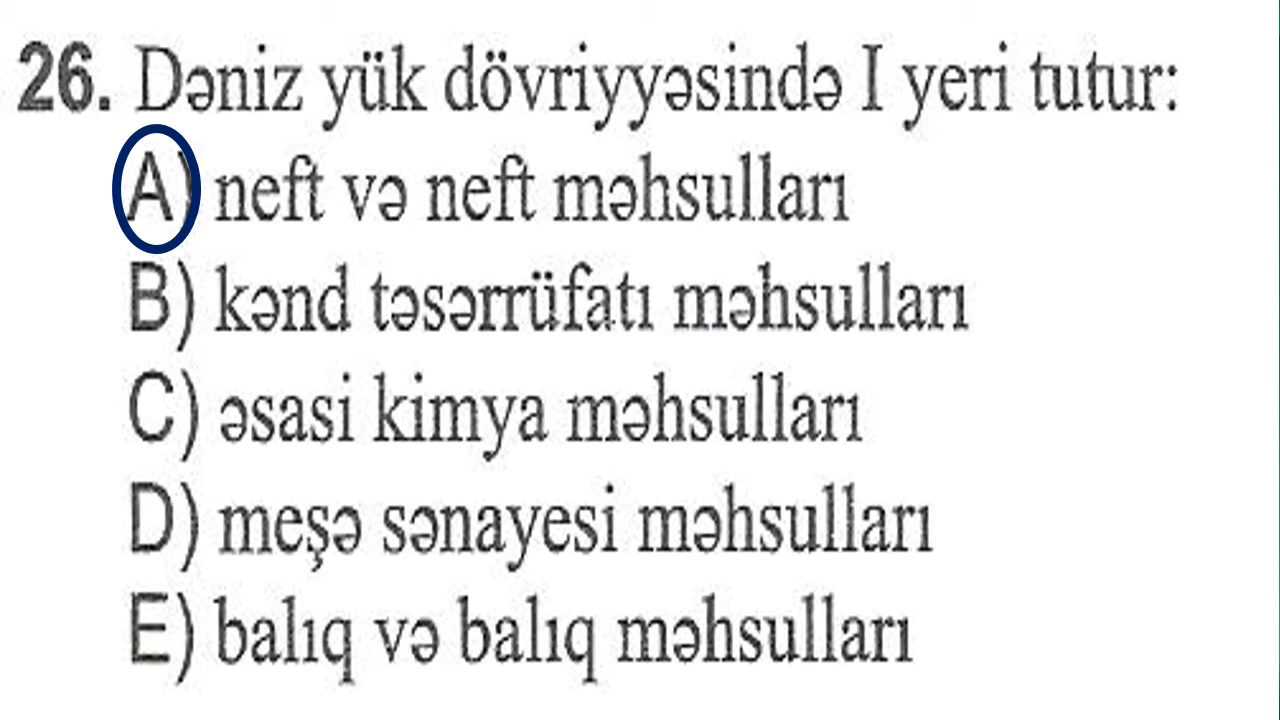 26. Dəniz yük dövriyyəsində I yeri tutur:
A) neft və neft məhsulları
B) kənd təsərrüfatı məhsulları
C) əsasi kimya məhsulları
D) meşə sənayesi məhsulları
E) balıq və balıq məhsulları